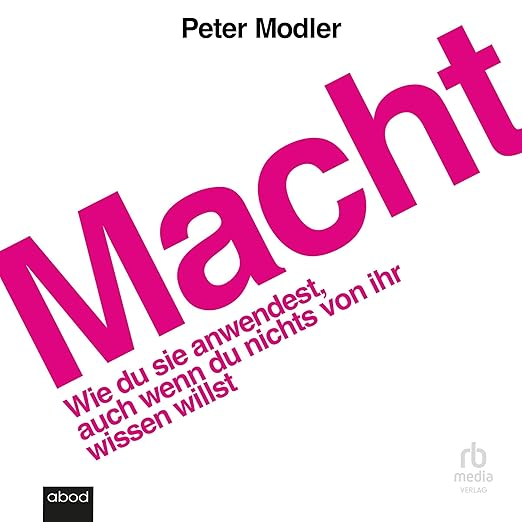 Peter Modler
Macht
Wie du sie anwendest,
auch wenn du nichts von ihr
wissen willst
rb
media
VERLAG
abod